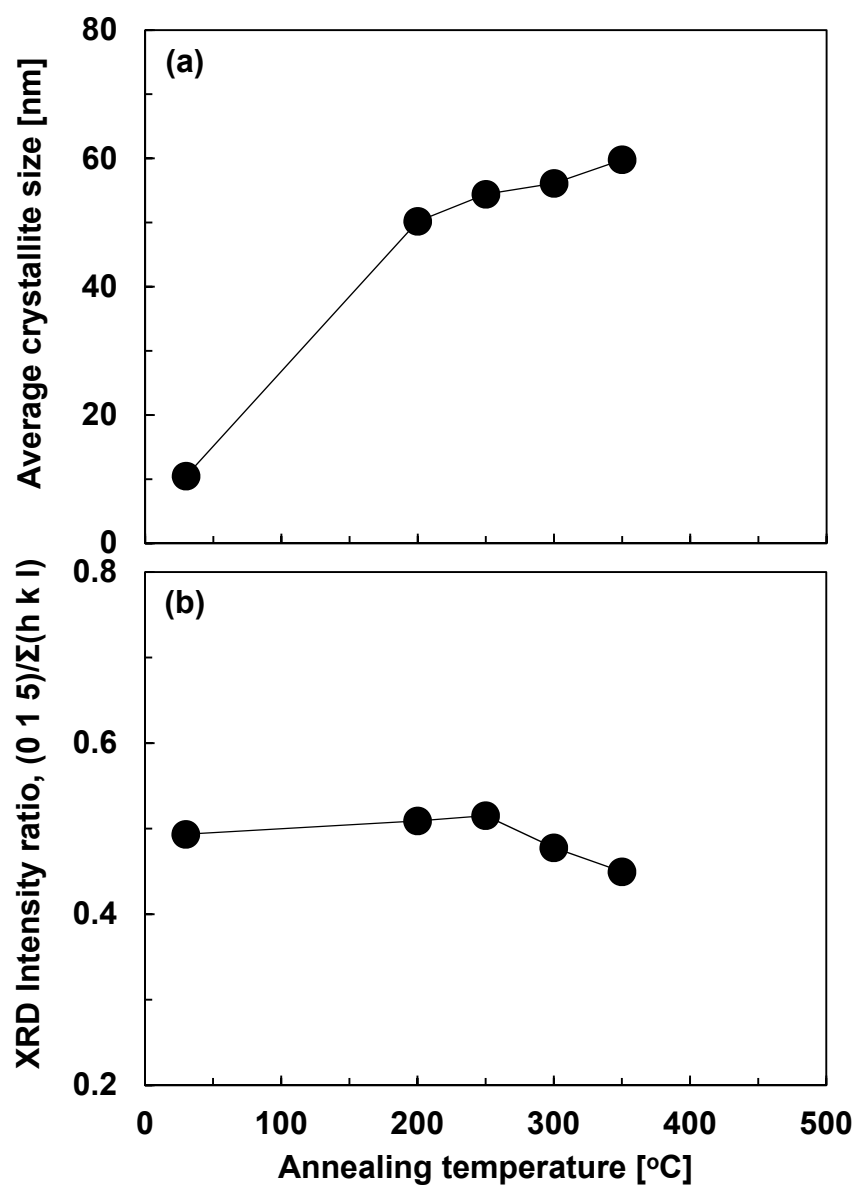 (a)
Average crystallite size [nm]
80
60
40
20
0
(b)
XRD Intensity ratio, (0 1 5)/Σ(h k l)
0.8
0.6
0.4
0.2
0 100 200 300 400 500
Annealing temperature [ºC]